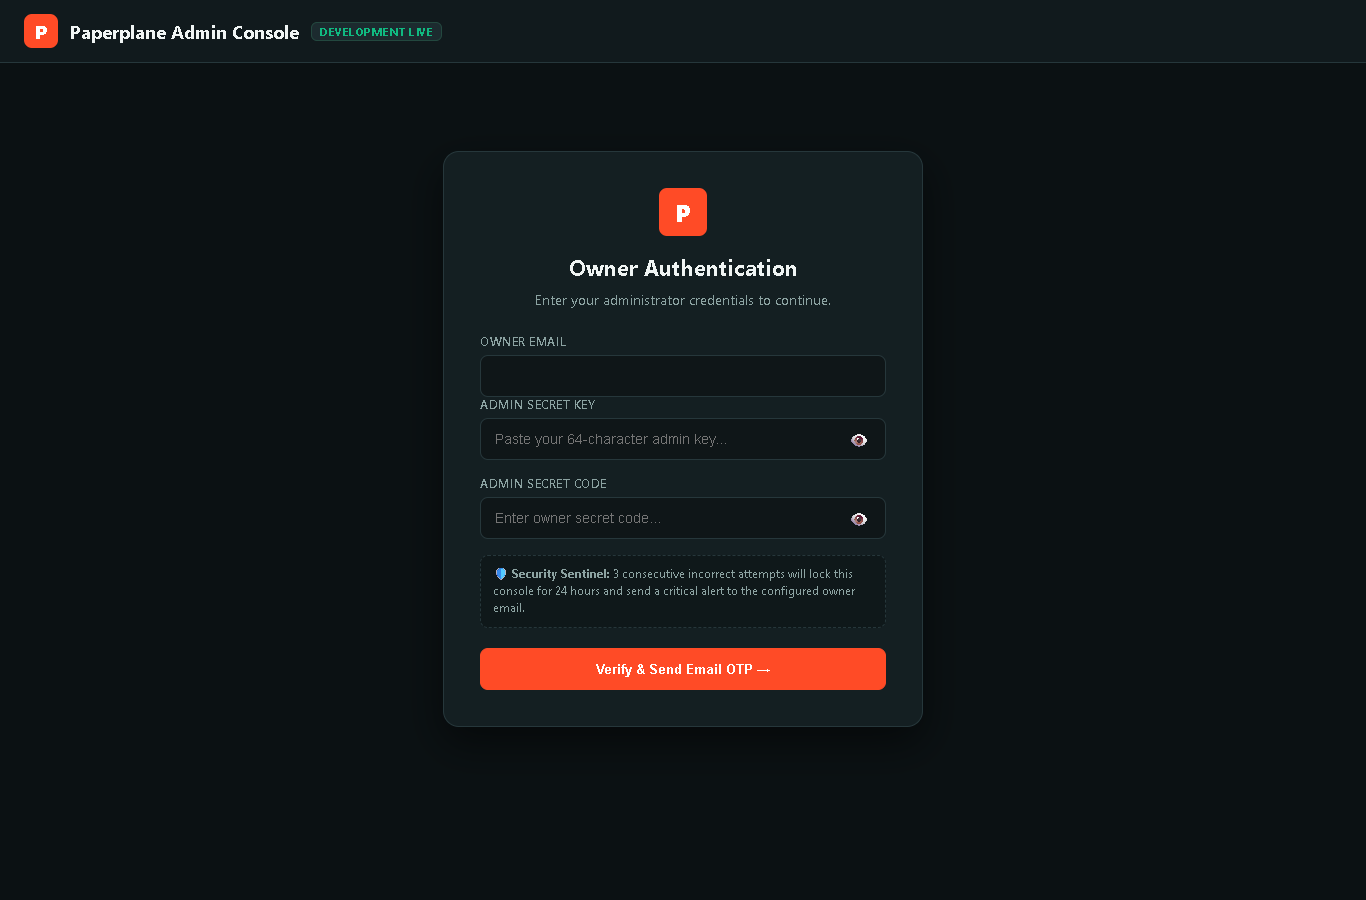 P
Paperplane Admin Console
DEVELOPMENT LIVE
P
Owner Authentication
Enter your administrator credentials to continue.
OWNER EMAIL
ADMIN SECRET KEY
Paste your 64-character admin key...
ADMIN SECRET CODE
Enter owner secret code...
Security Sentinel: 3 consecutive incorrect attempts will lock this
console for 24 hours and send a critical alert to the configured owner
email.
Verify & Send Email OTP →